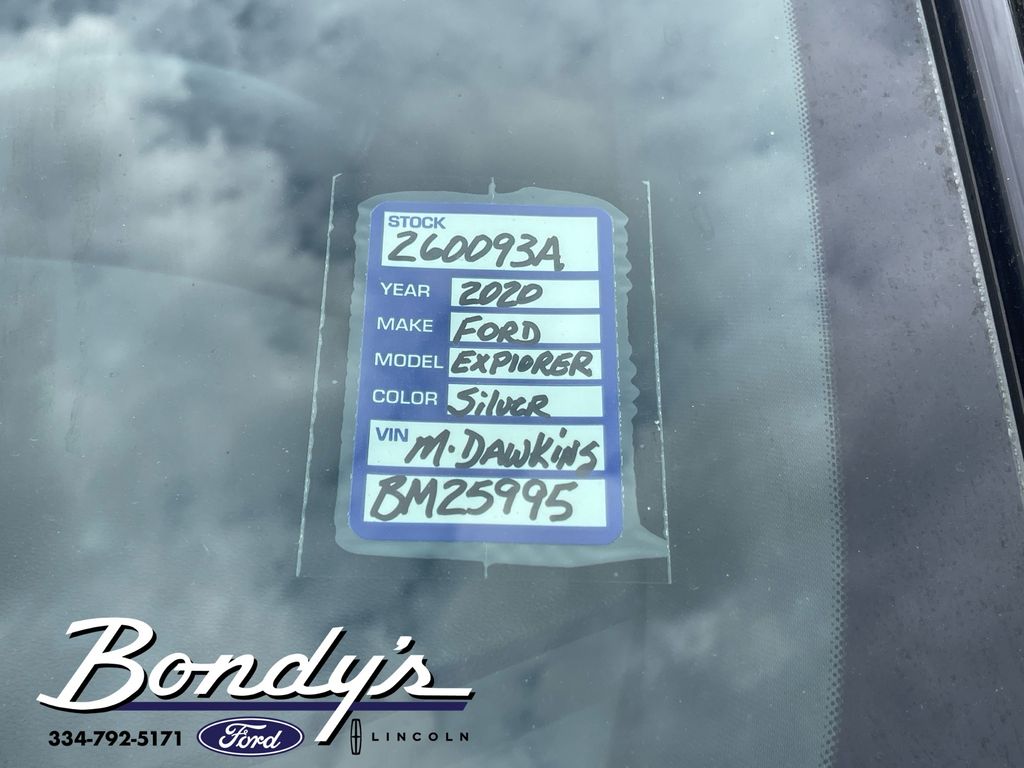 STOCK
260093A
YEAR 2020
MAKE FORD
MODEL EXPlORER
COLOR SilvER
VIN M. DAWKiNS
BM25995
Bondy's
334-792-5171 Ford LINCOLN